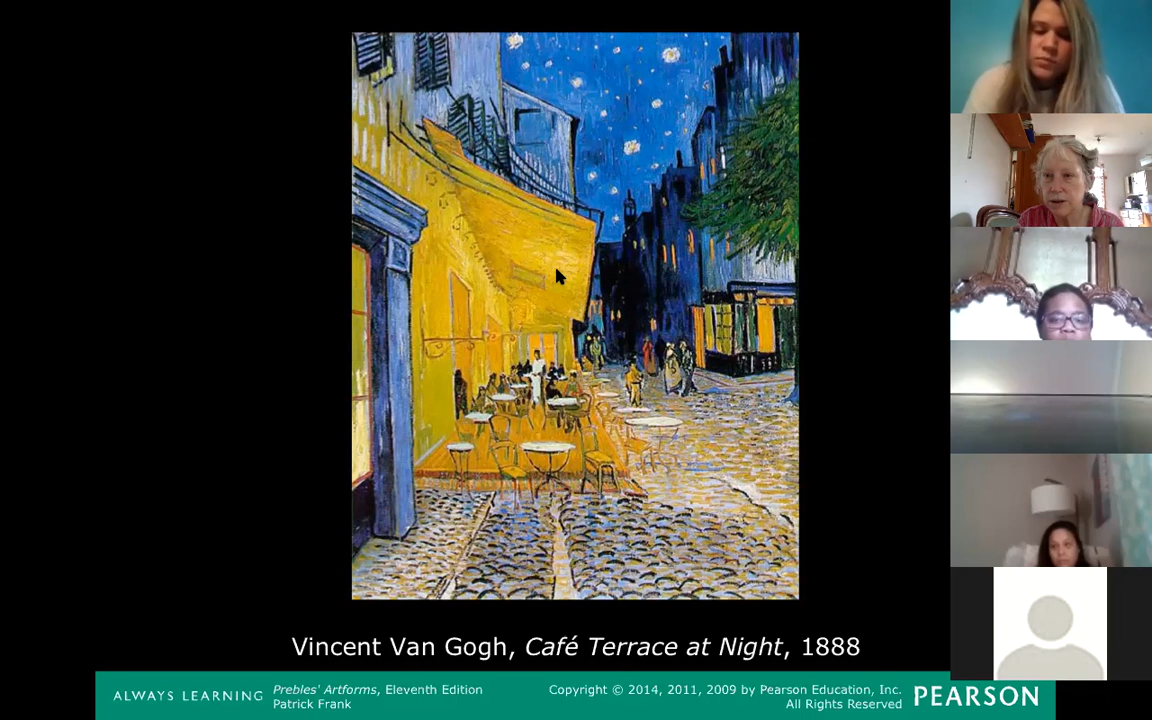 Vincent Van Gogh, Café Terrace at Night, 1888
ALWAYS LEARNING
Prebles' Artforms, Eleventh Edition
Patrick Frank
Copyright © 2014, 2011, 2009 by Pearson Education, Inc.
All Rights Reserved
PEARSON